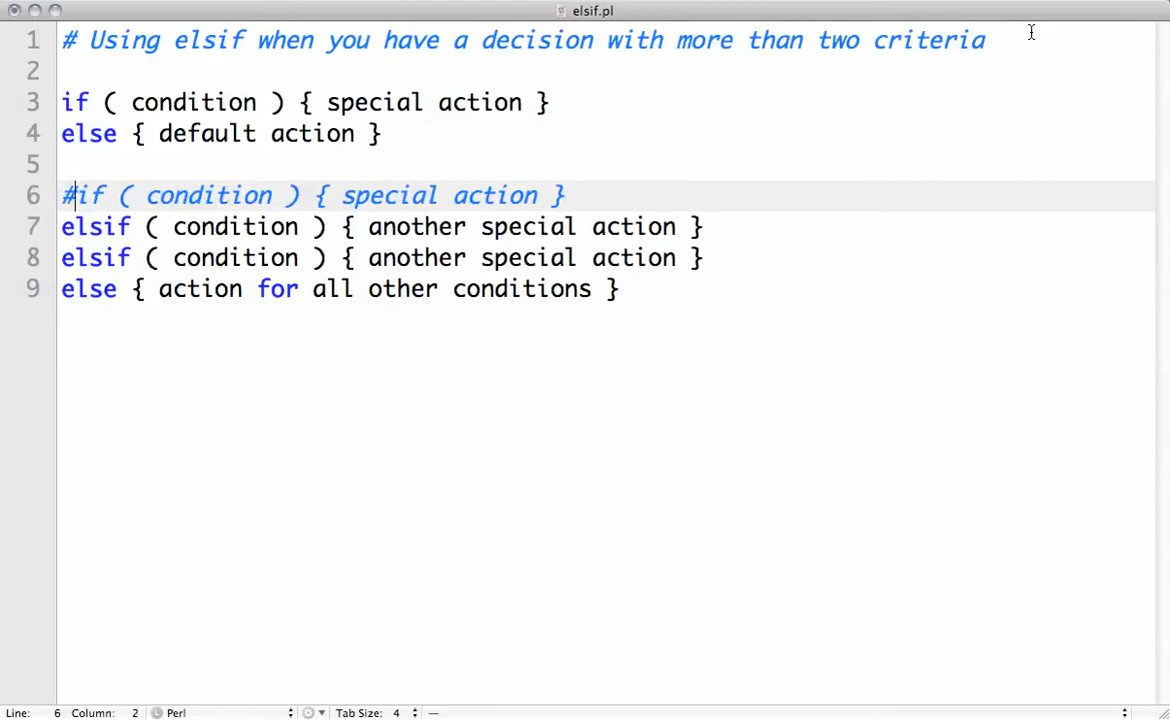 elsif.pl
1 # Using elsif when you have a decision with more than two criteria
2
3 if ( condition ) { special action }
4 else { default action }
5
6 #if ( condition ) { special action }
7 elsif ( condition ) { another special action }
8 elsif ( condition ) { another special action }
9 else { action for all other conditions }
Line: 6 Column: 2 L Perl Tab Size: 4 —